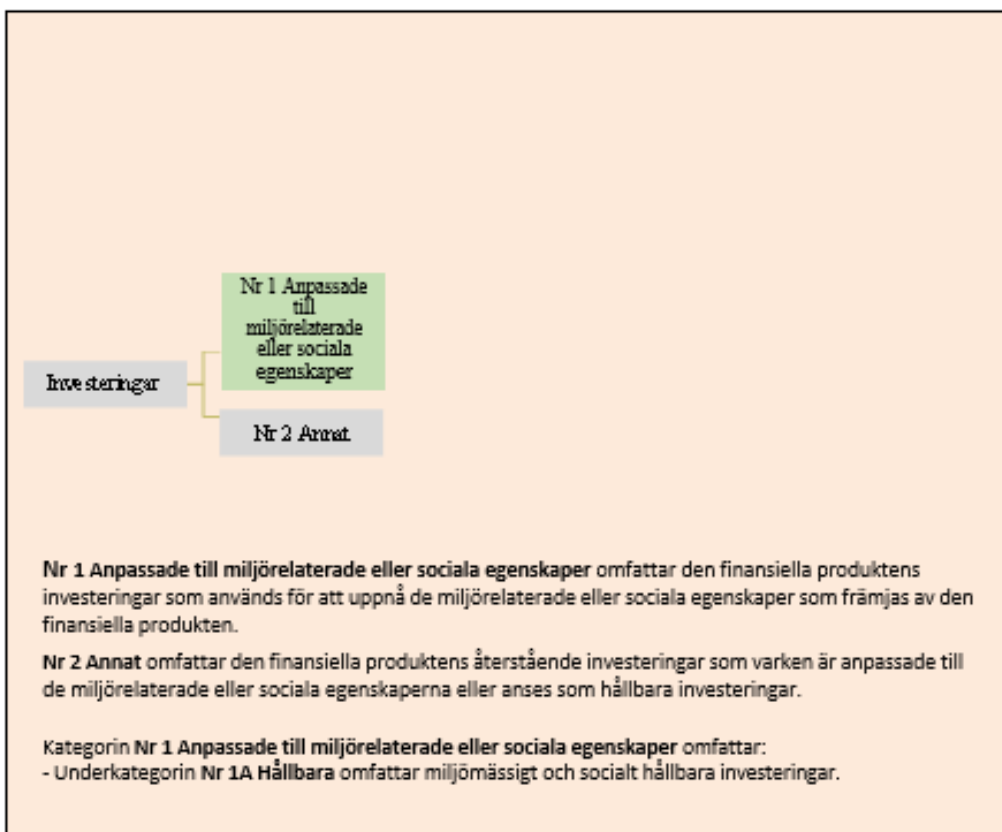 Nr 1 Anpassade
till
miljörelaterade
eller sociala
egenskaper
Investeringar
Nr 2 Annat
Nr 1 Anpassade till miljörelaterade eller sociala egenskaper omfattar den finansiella produktens
investeringar som används för att uppnå de miljörelaterade eller sociala egenskaper som främjas av den
finansiella produkten.
Nr 2 Annat omfattar den finansiella produktens återstående investeringar som varken är anpassade till
de miljörelaterade eller sociala egenskaperna eller anses som hållbara investeringar.
Kategorin Nr 1 Anpassade till miljörelaterade eller sociala egenskaper omfattar:
- Underkategorin Nr 1A Hållbara omfattar miljömässigt och socialt hållbara investeringar.